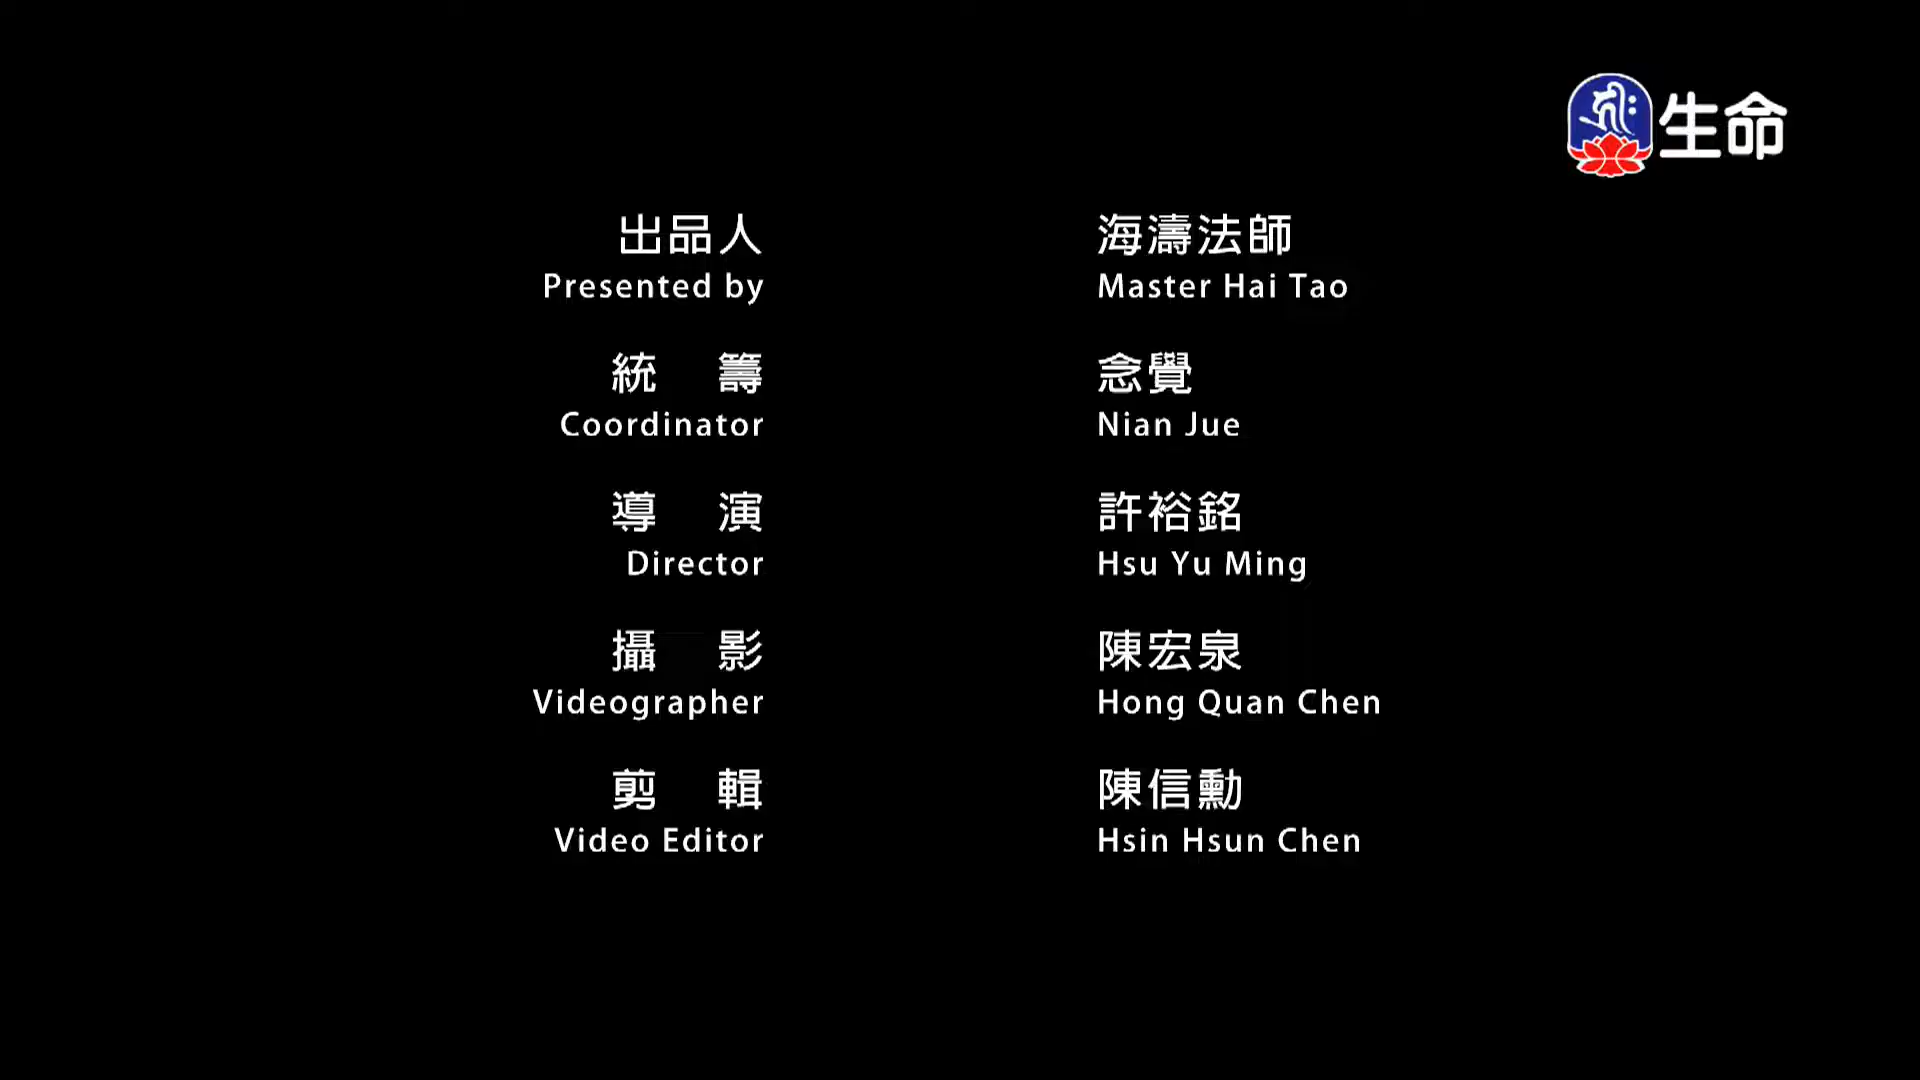 生命
出品人 海濤法師
Presented by Master Hai Tao
統 籌 念覺
Coordinator Nian Jue
導 演 許裕銘
Director Hsu Yu Ming
攝 影 陳宏泉
Videographer Hong Quan Chen
剪 輯 陳信勳
Video Editor Hsin Hsun Chen